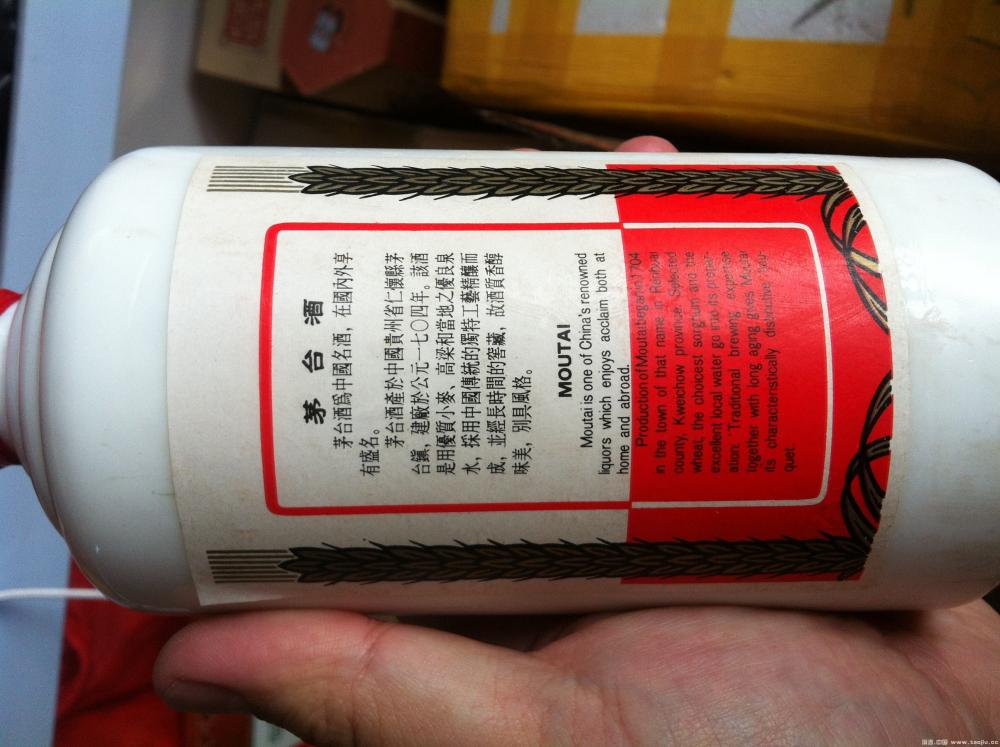 茅台酒
茅台酒爲中國名酒，在國內外享
有盛名。
茅台酒產於中國貴州省仁懷縣茅
台鎮，建廠於公元一七〇四年。該酒
是用優質小麥、高梁和當地之優良泉
水，採用中國傳統的獨特工藝精釀而
成，並經長時間的窖藏，故酒質香醇
味美，別具風格。
MOUTAI
Moutai is one of China's renowned
liquors which enjoys acclaim both at
home and abroad.
Production of Moutai began in 1704
in the town of that name in Renhuai
county, Kweichow province. Selected
wheat, the choicest sorghum and the
excellent local water go into its prepar-
ation. Traditional brewing expertise
together with long aging gives Moutai
its characteristically distinctive bou-
quet.
www.taojiu.cc